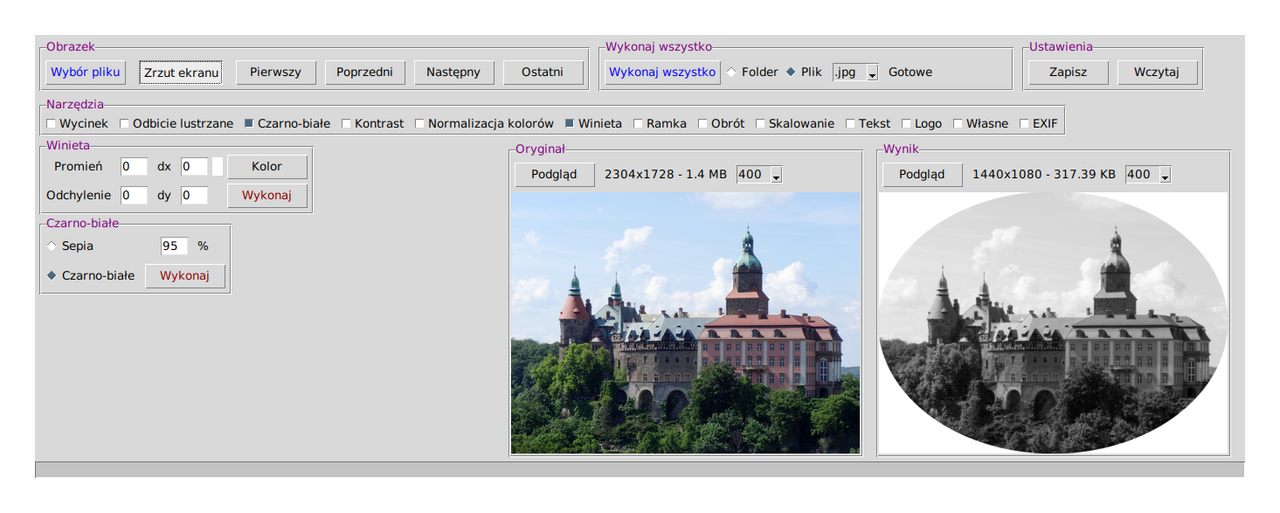 Obrazek
Wybór pliku Zrzut ekranu Pierwszy Poprzedni Następny Ostatni
Wykonaj wszystko
Wykonaj wszystko Folder Plik .jpg Gotowe
Ustawienia
Zapisz Wczytaj
Narzędzia
Wycinek Odbicie lustrzane Czarno-białe Kontrast Normalizacja kolorów Winieta Ramka Obrót Skalowanie Tekst Logo Własne EXIF
Winieta
Promień 0 dx 0 Kolor
Odchylenie 0 dy 0 Wykonaj
Czarno-białe
Sepia 95 %
Czarno-białe Wykonaj
Oryginał
Podgląd 2304x1728 - 1.4 MB 400
Wynik
Podgląd 1440x1080 - 317.39 KB 400